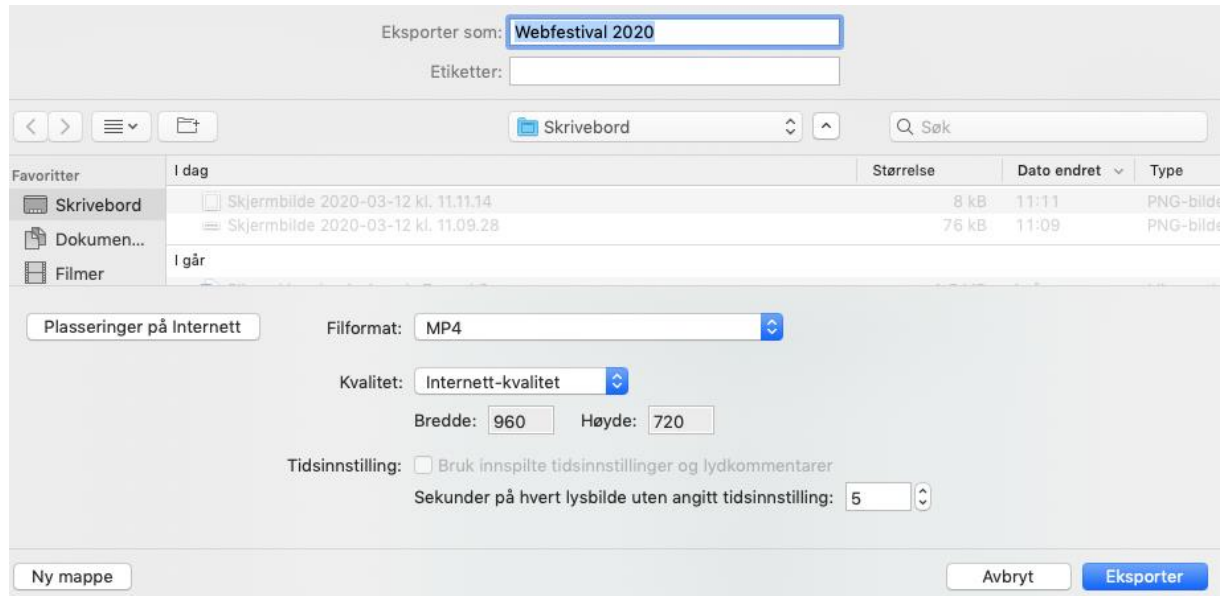 Eksporter som: Webfestival 2020
Etiketter:
Skrivebord
Søk
Favoritter
I dag Størrelse Dato endret Type
Skrivebord
Skjermbilde 2020-03-12 kl. 11.11.14 8 kB 11:11 PNG-bilde
Skjermbilde 2020-03-12 kl. 11.09.28 76 kB 11:09 PNG-bilde
Dokumen...
I går
Filmer
Plasseringer på Internett
Filformat: MP4
Kvalitet: Internett-kvalitet
Bredde: 960 Høyde: 720
Tidsinnstilling: Bruk innspilte tidsinnstillinger og lydkommentarer
Sekunder på hvert lysbilde uten angitt tidsinnstilling: 5
Ny mappe Avbryt Eksporter